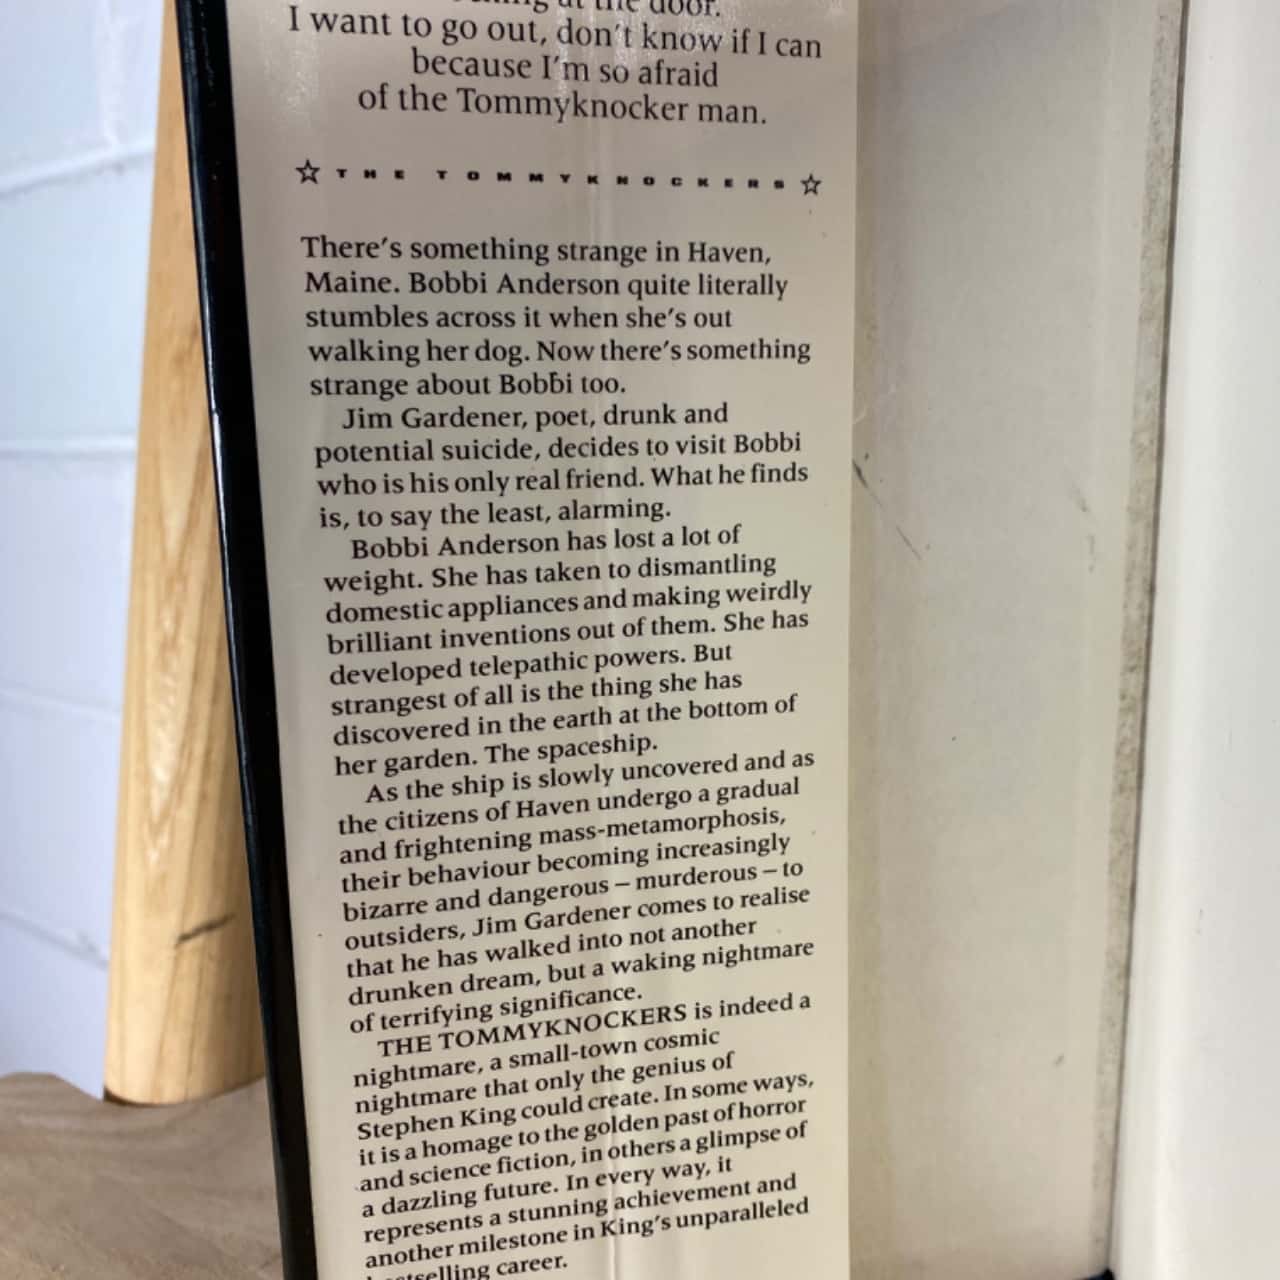 at the door.
I want to go out, don't know if I can
because I'm so afraid
of the Tommyknocker man.
☆ THE TOMMYKNOCKERS ☆
There's something strange in Haven,
Maine. Bobbi Anderson quite literally
stumbles across it when she's out
walking her dog. Now there's something
strange about Bobbi too.
Jim Gardener, poet, drunk and
potential suicide, decides to visit Bobbi
who is his only real friend. What he finds
is, to say the least, alarming.
Bobbi Anderson has lost a lot of
weight. She has taken to dismantling
domestic appliances and making weirdly
brilliant inventions out of them. She has
developed telepathic powers. But
strangest of all is the thing she has
discovered in the earth at the bottom of
her garden. The spaceship.
As the ship is slowly uncovered and as
the citizens of Haven undergo a gradual
and frightening mass-metamorphosis,
their behaviour becoming increasingly
bizarre and dangerous – murderous – to
outsiders, Jim Gardener comes to realise
that he has walked into not another
drunken dream, but a waking nightmare
of terrifying significance.
THE TOMMYKNOCKERS is indeed a
nightmare, a small-town cosmic
nightmare that only the genius of
Stephen King could create. In some ways,
it is a homage to the golden past of horror
and science fiction, in others a glimpse of
a dazzling future. In every way, it
represents a stunning achievement and
another milestone in King's unparalleled
bestselling career.